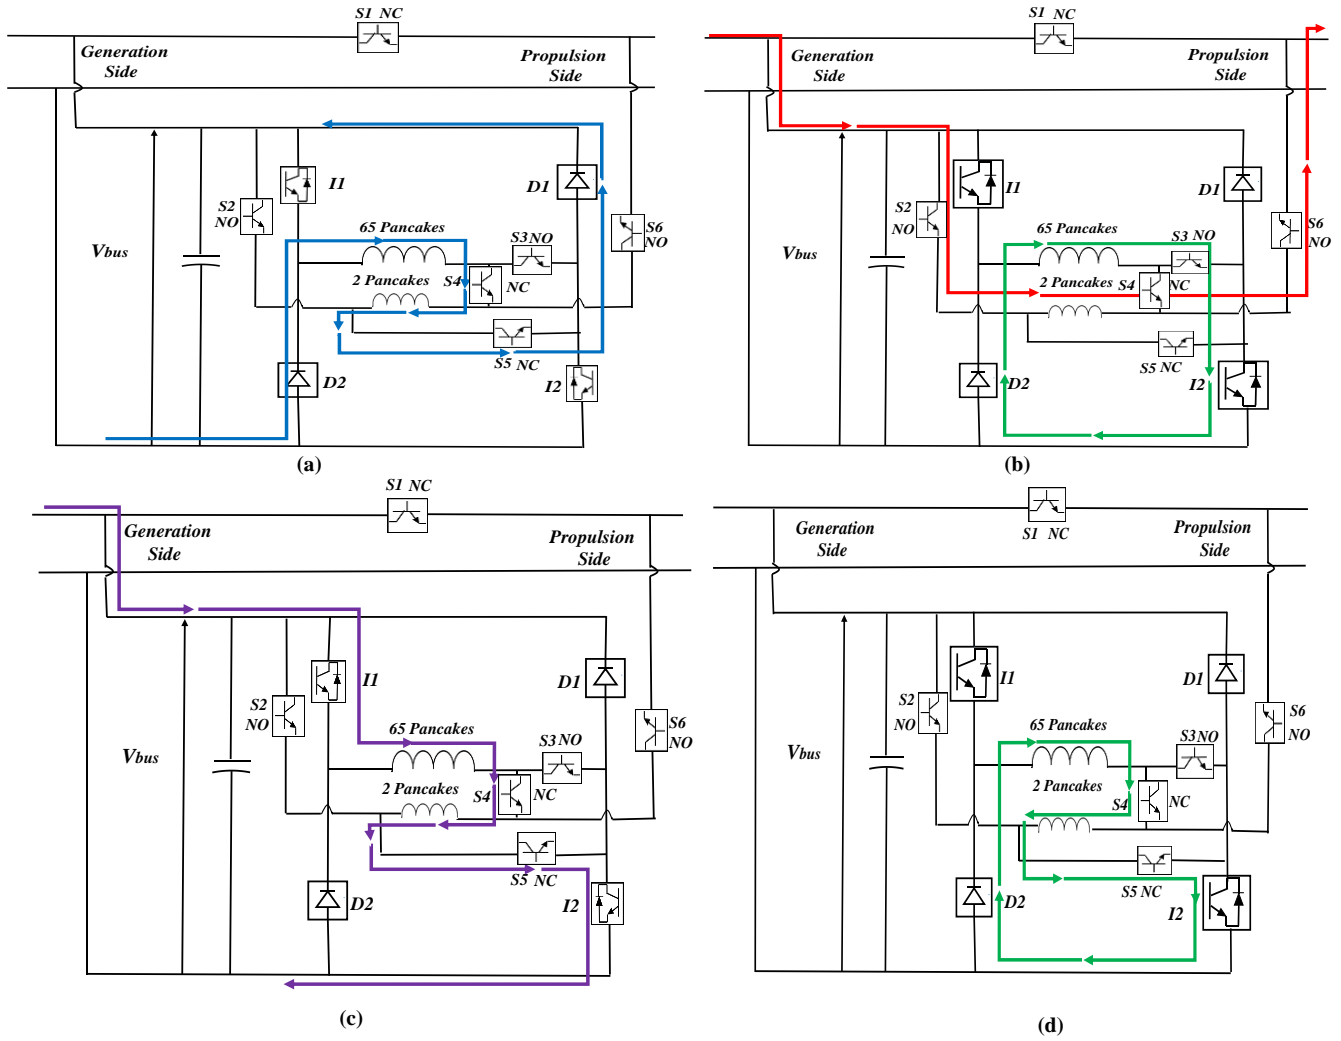 S1 NC
Generation
Side
Propulsion
Side
I1
D1
S2
NO
S6
NO
65 Pancakes
S3 NO
Vbus
2 Pancakes
S4
NC
S5 NC
D2
I2
(a)
S1 NC
Generation
Side
Propulsion
Side
I1
D1
S2
NO
S6
NO
65 Pancakes
S3 NO
Vbus
2 Pancakes
S4
NC
S5 NC
D2
I2
(b)
S1 NC
Generation
Side
Propulsion
Side
I1
D1
S2
NO
S6
NO
65 Pancakes
S3 NO
Vbus
2 Pancakes
S4
NC
S5 NC
D2
I2
(c)
S1 NC
Generation
Side
Propulsion
Side
I1
D1
S2
NO
S6
NO
65 Pancakes
S3 NO
Vbus
2 Pancakes
S4
NC
S5 NC
D2
I2
(d)